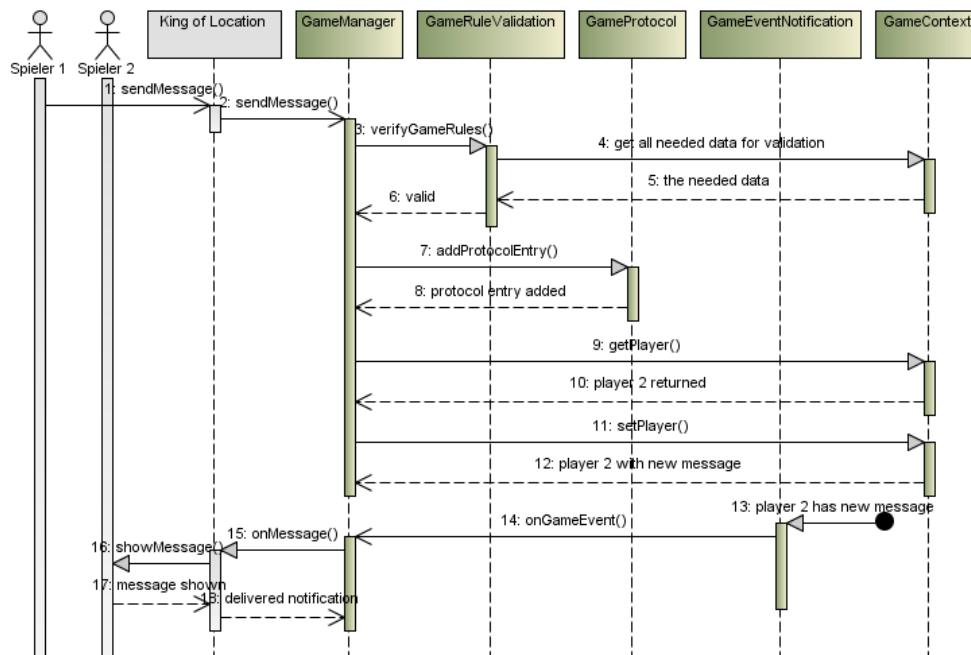 King of Location
GameManager
GameRuleValidation
GameProtocol
GameEventNotification
GameContext
Spieler 1
Spieler 2
1: sendMessage()
2: sendMessage()
3: verifyGameRules()
4: get all needed data for validation
5: the needed data
6: valid
7: addProtocolEntry()
8: protocol entry added
9: getPlayer()
10: player 2 returned
11: setPlayer()
12: player 2 with new message
13: player 2 has new message
14: onGameEvent()
15: onMessage()
16: showMessage()
17: message shown
18: delivered notification